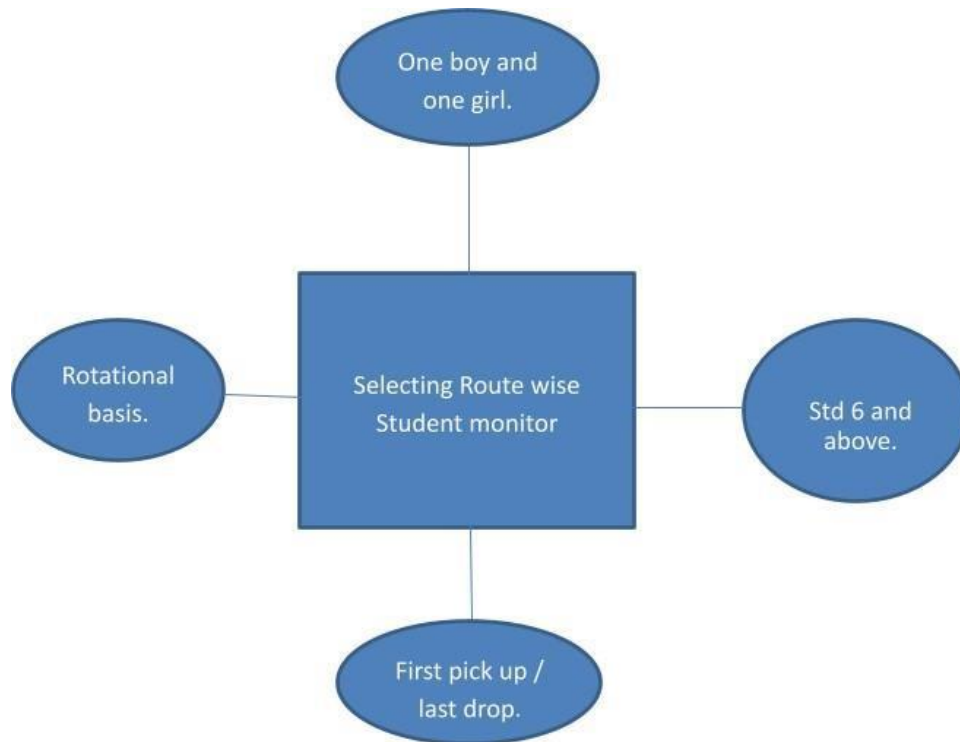 One boy and
one girl.
Rotational
basis.
Selecting Route wise
Student monitor
Std 6 and
above.
First pick up /
last drop.